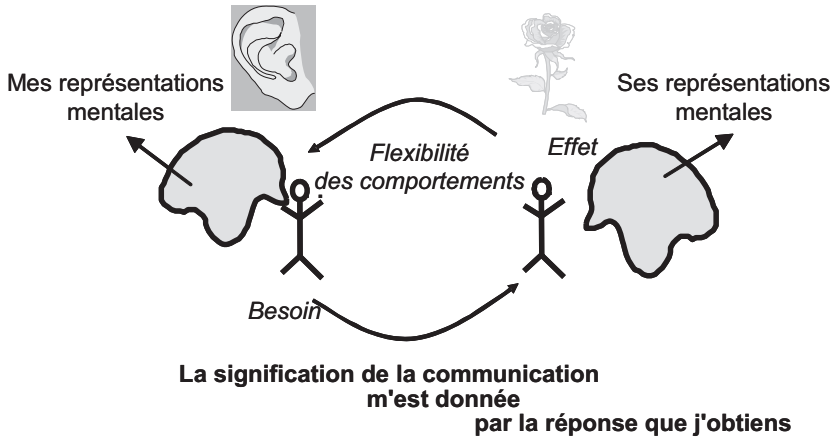 Mes représentations
mentales
Ses représentations
mentales
Flexibilité
des comportements
Effet
Besoin
La signification de la communication
m'est donnée
par la réponse que j'obtiens